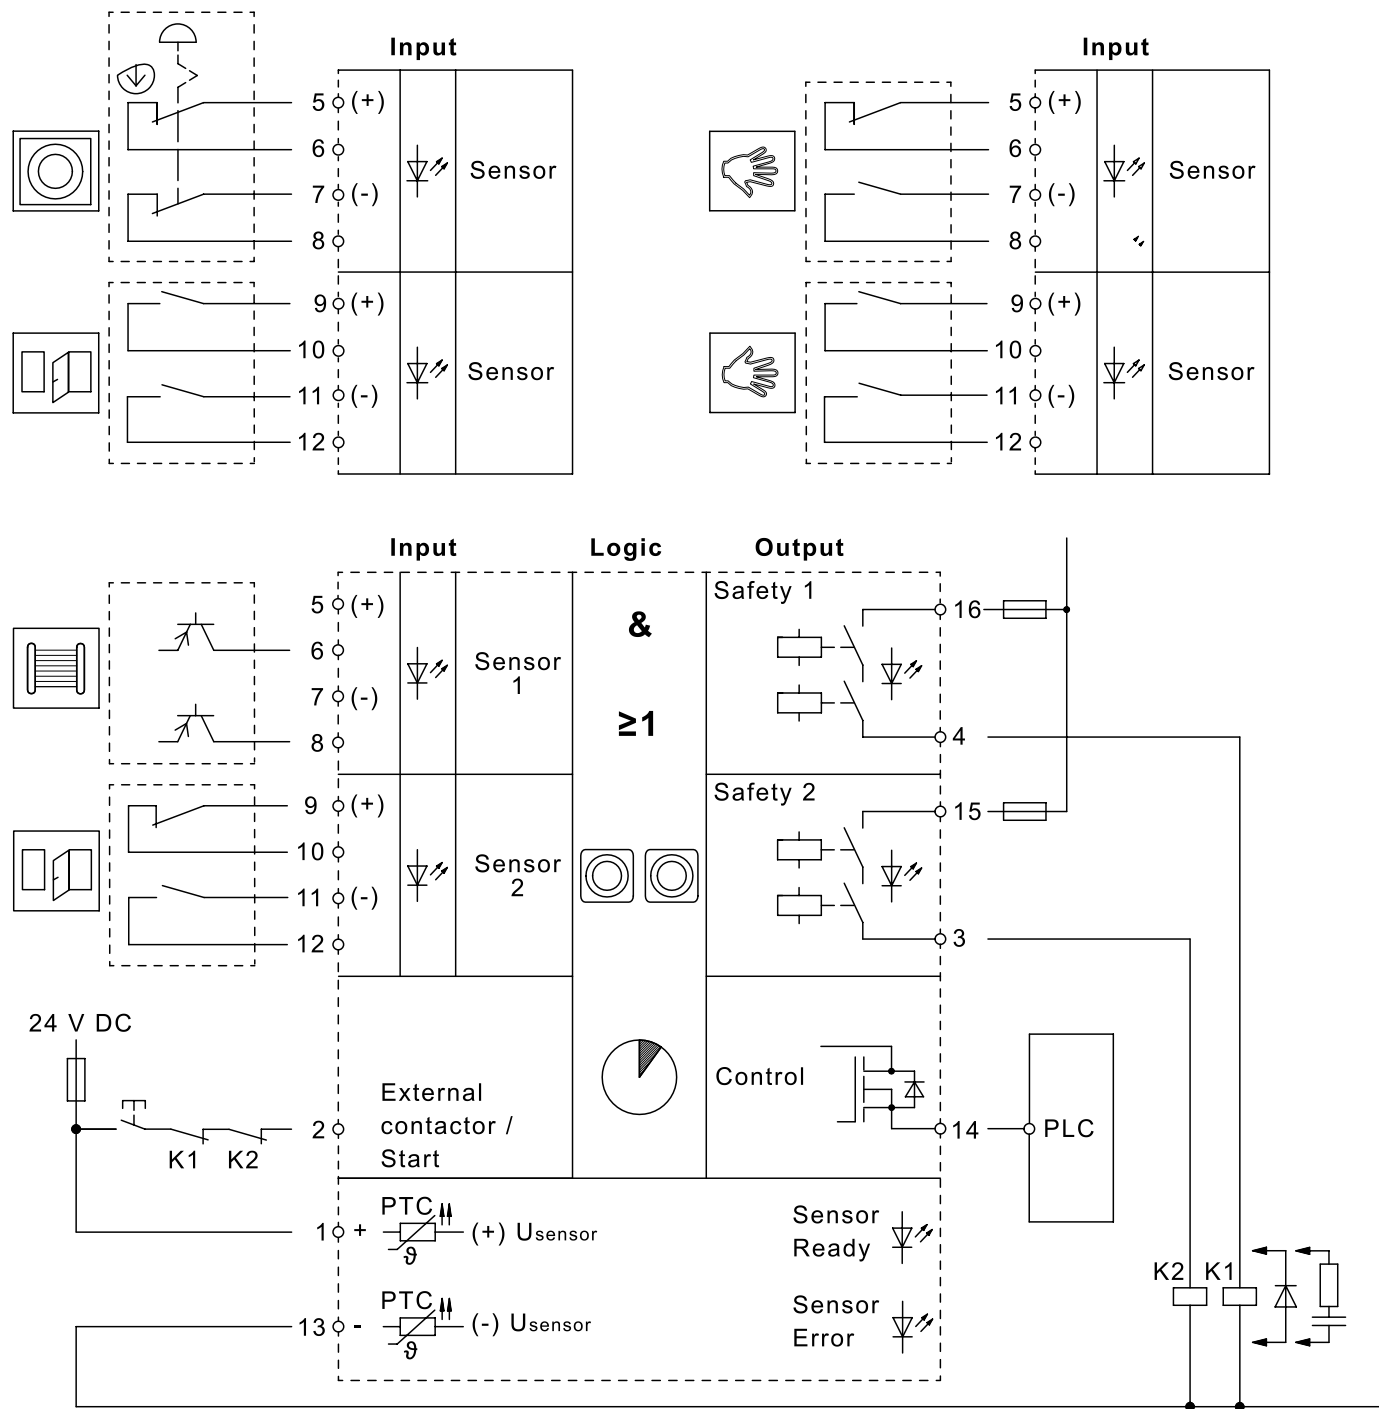 Input
5 (+)
6
7 (-)
8
Sensor
9 (+)
10
11 (-)
12
Sensor
Input
5 (+)
6
7 (-)
8
Sensor
9 (+)
10
11 (-)
12
Sensor
Input Logic Output
5 (+)
6
7 (-)
8
Sensor
1
&
≥1
Safety 1
16
4
9 (+)
10
11 (-)
12
Sensor
2
Safety 2
15
3
24 V DC
K1 K2
2
External
contactor /
Start
Control
14
PLC
1 +
PTC
ϑ
(+) Usensor
Sensor
Ready
13 -
PTC
ϑ
(-) Usensor
Sensor
Error
K2 K1